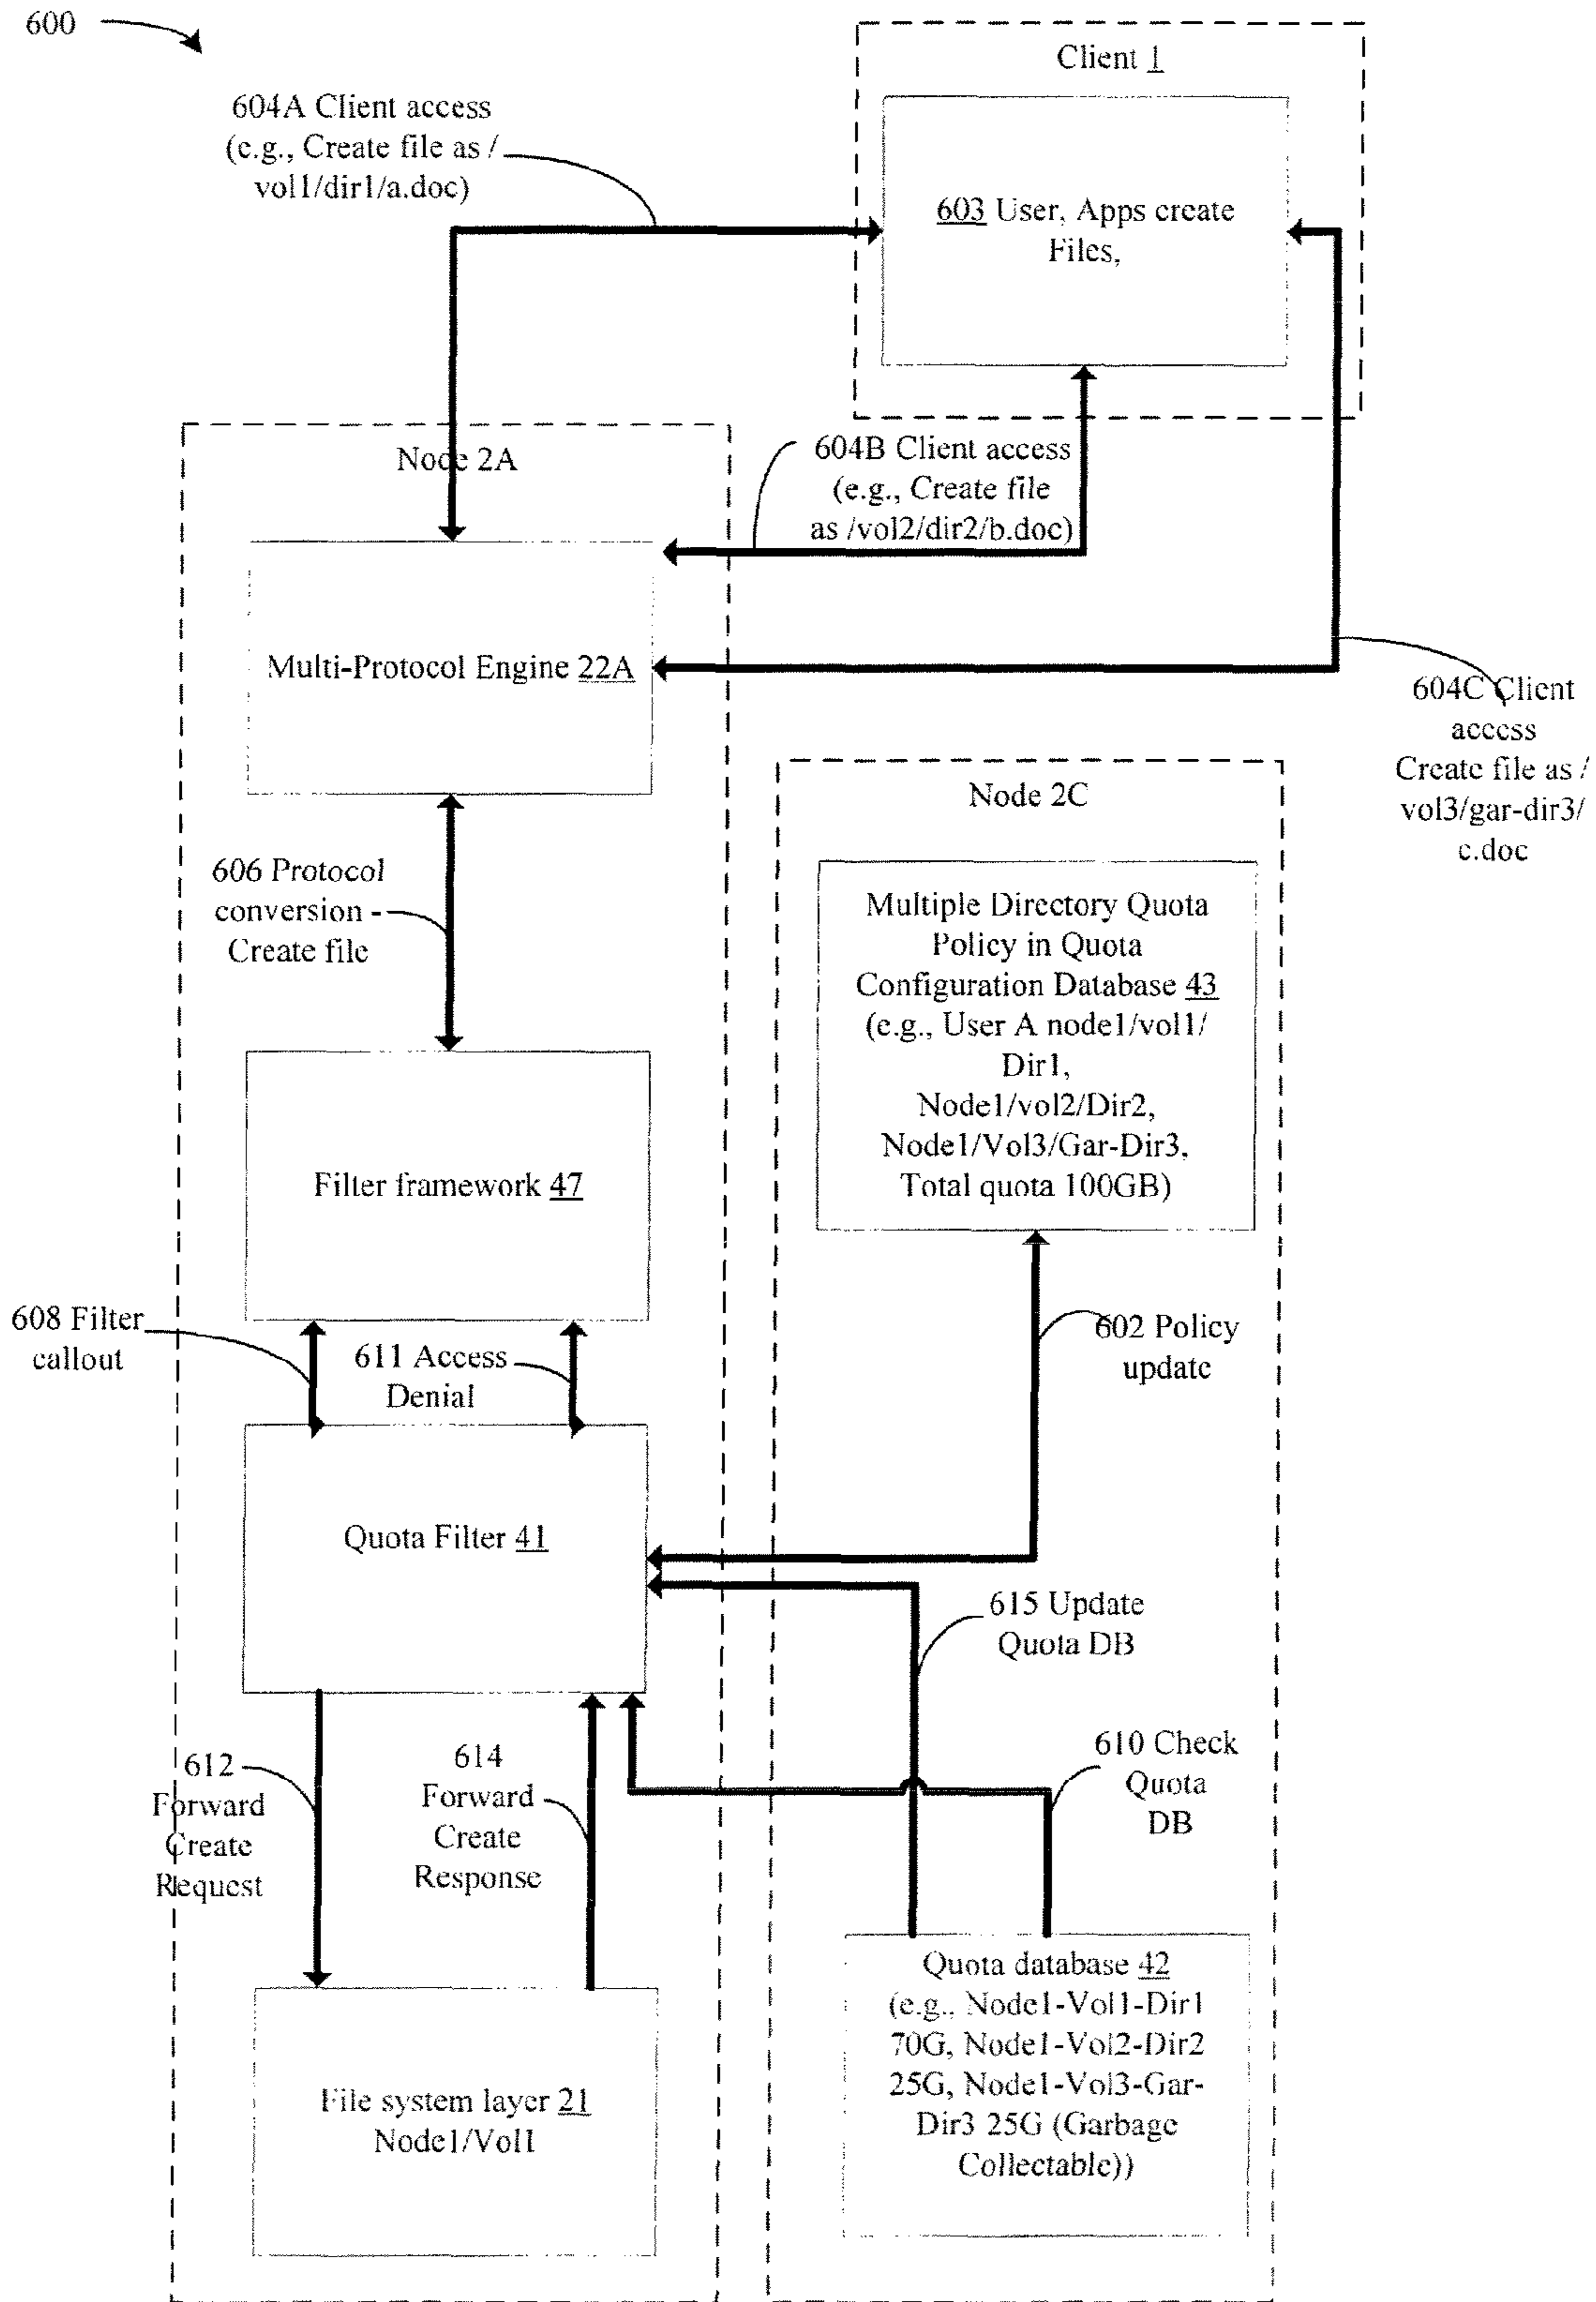 600
Client 1
604A Client access
(e.g., Create file as /
vol1/dir1/a.doc)
603 User, Apps create
Files,
Node 2A
604B Client access
(e.g., Create file
as /vol2/dir2/b.doc)
Multi-Protocol Engine 22A
604C Client
access
Create file as /
vol3/gar-dir3/
c.doc
Node 2C
606 Protocol
conversion -
Create file
Multiple Directory Quota
Policy in Quota
Configuration Database 43
(e.g., User A node1/vol1/
Dir1,
Node1/vol2/Dir2,
Node1/Vol3/Gar-Dir3,
Total quota 100GB)
Filter framework 47
608 Filter
callout
611 Access
Denial
602 Policy
update
Quota Filter 41
615 Update
Quota DB
612
Forward
Create
Request
614
Forward
Create
Response
610 Check
Quota
DB
Quota database 42
(e.g., Node1-Vol1-Dir1
70G, Node1-Vol2-Dir2
25G, Node1-Vol3-Gar-
Dir3 25G (Garbage
Collectable))
File system layer 21
Node1/Vol1